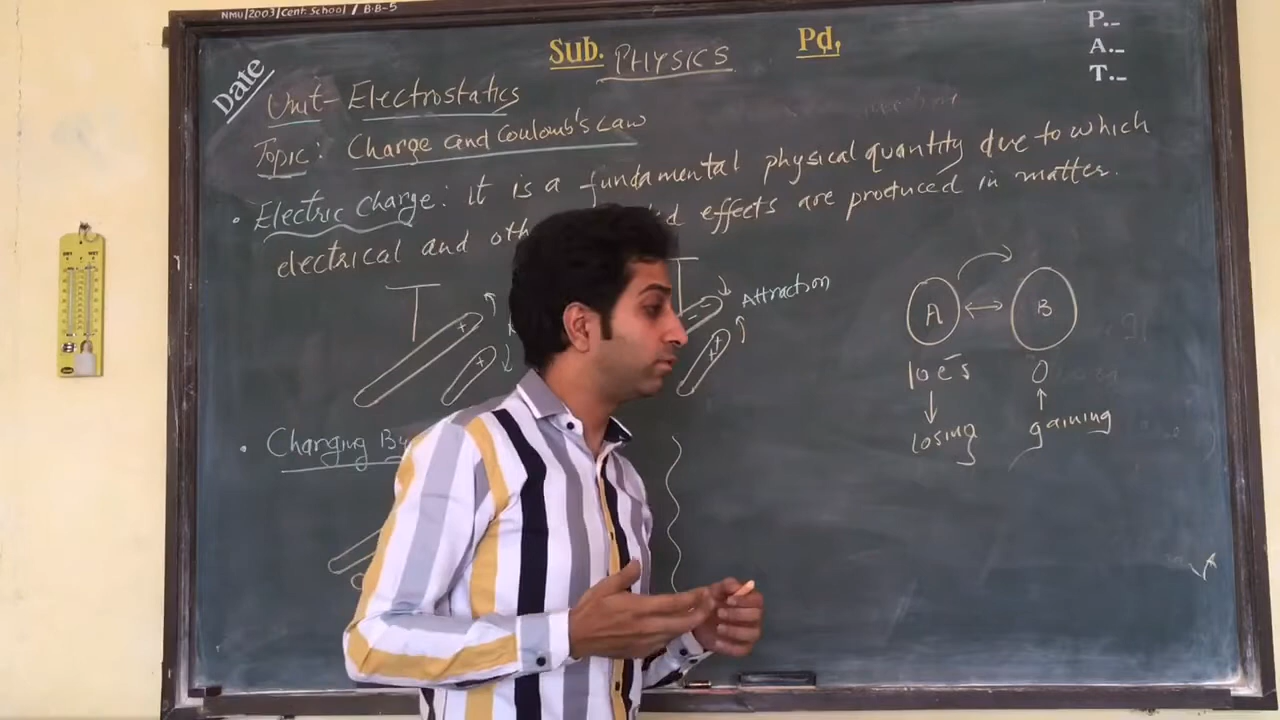 NMU/2003/Cent. School / B.B-5
Date
Sub. PHYSICS
Pd.
P.-
A.-
T.-
Unit- Electrostatics
Topic: Charge and Coulomb's Law
• Electric Charge: it is a fundamental physical quantity due to which
electrical and oth effects are produced in matter.
+
+
- -
Attraction
++
A
B
10 e̅s
0
losing
gaining
• Charging By